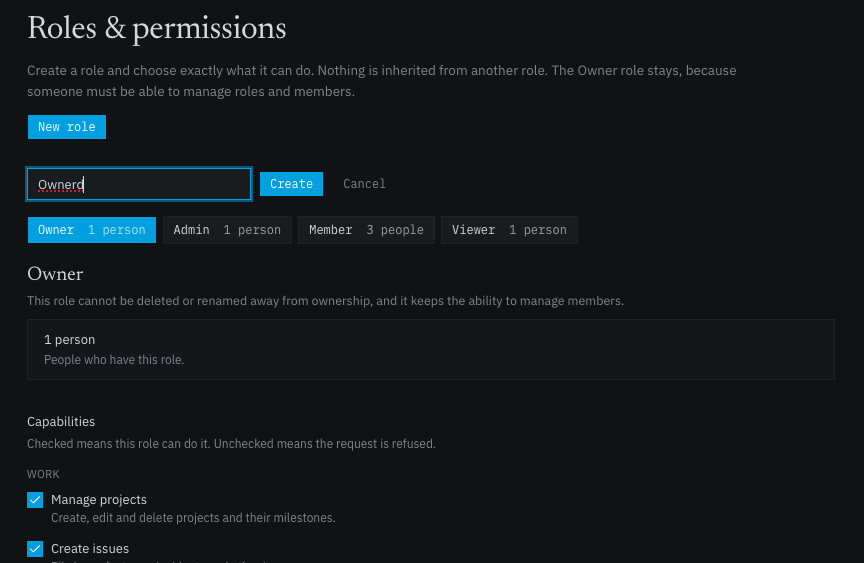 Roles & permissions
Create a role and choose exactly what it can do. Nothing is inherited from another role. The Owner role stays, because
someone must be able to manage roles and members.
New role
Ownerd Create Cancel
Owner 1 person Admin 1 person Member 3 people Viewer 1 person
Owner
This role cannot be deleted or renamed away from ownership, and it keeps the ability to manage members.
1 person
People who have this role.
Capabilities
Checked means this role can do it. Unchecked means the request is refused.
WORK
Manage projects
Create, edit and delete projects and their milestones.
Create issues